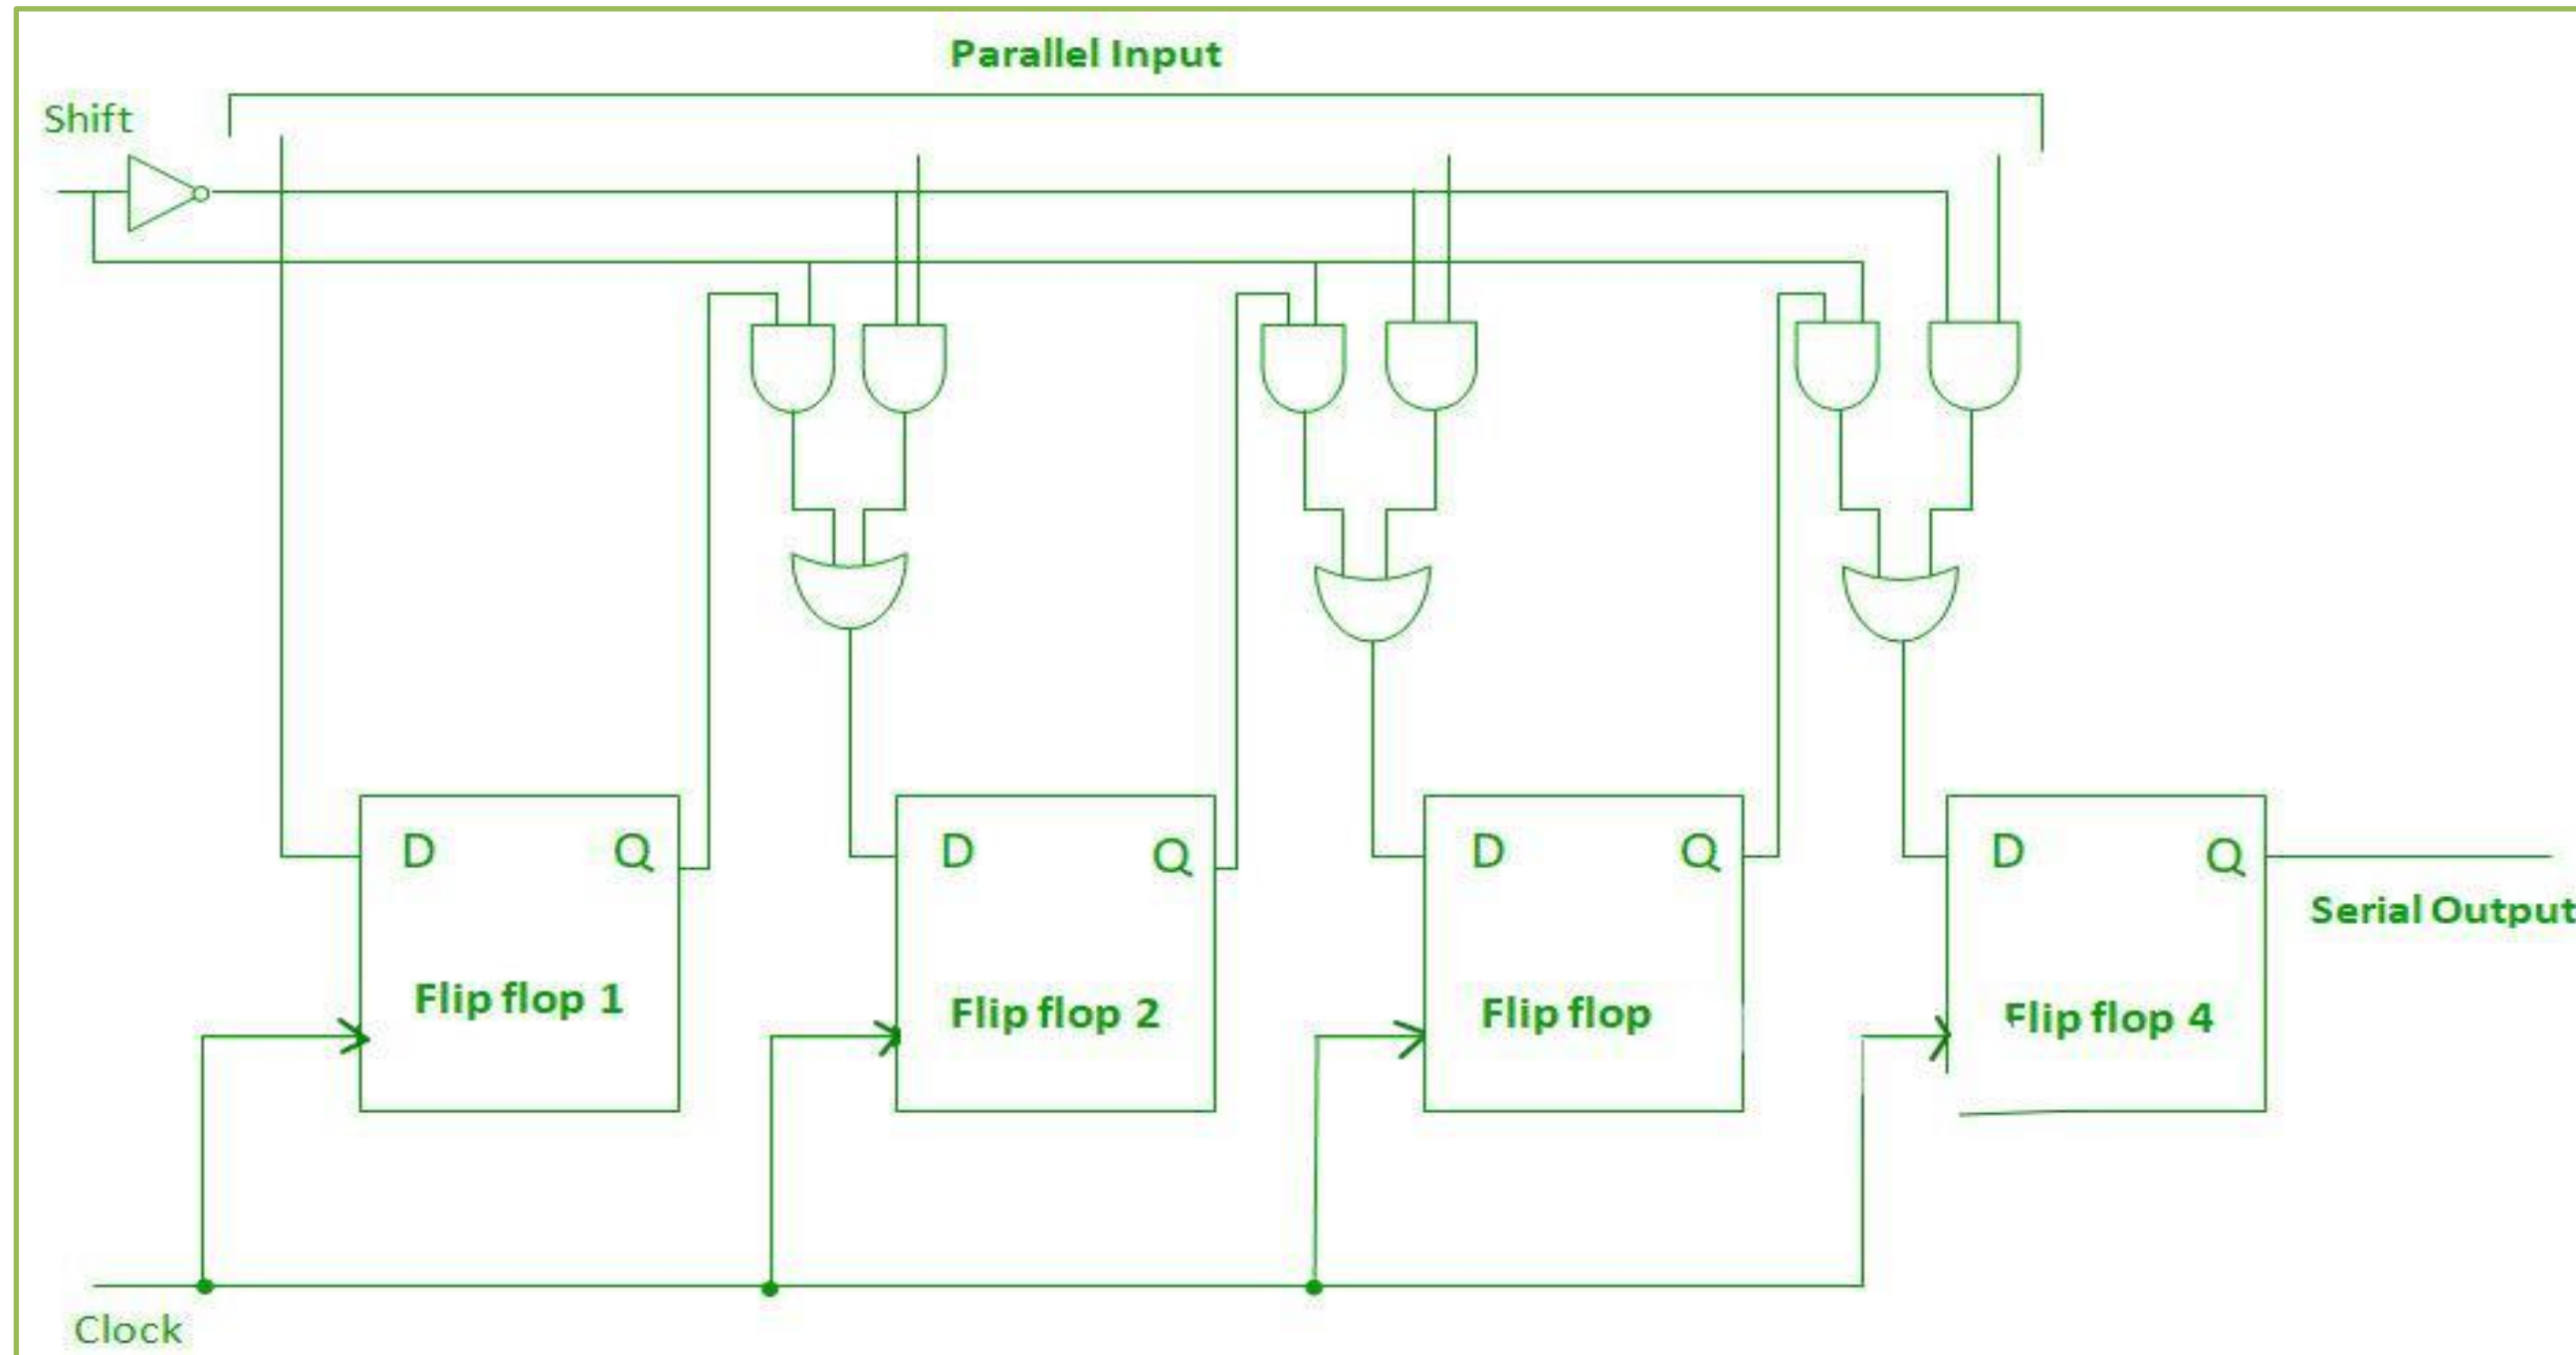 Parallel Input
Shift
D Q
D Q
D Q
D Q
Serial Output
Flip flop 1
Flip flop 2
Flip flop
Flip flop 4
Clock